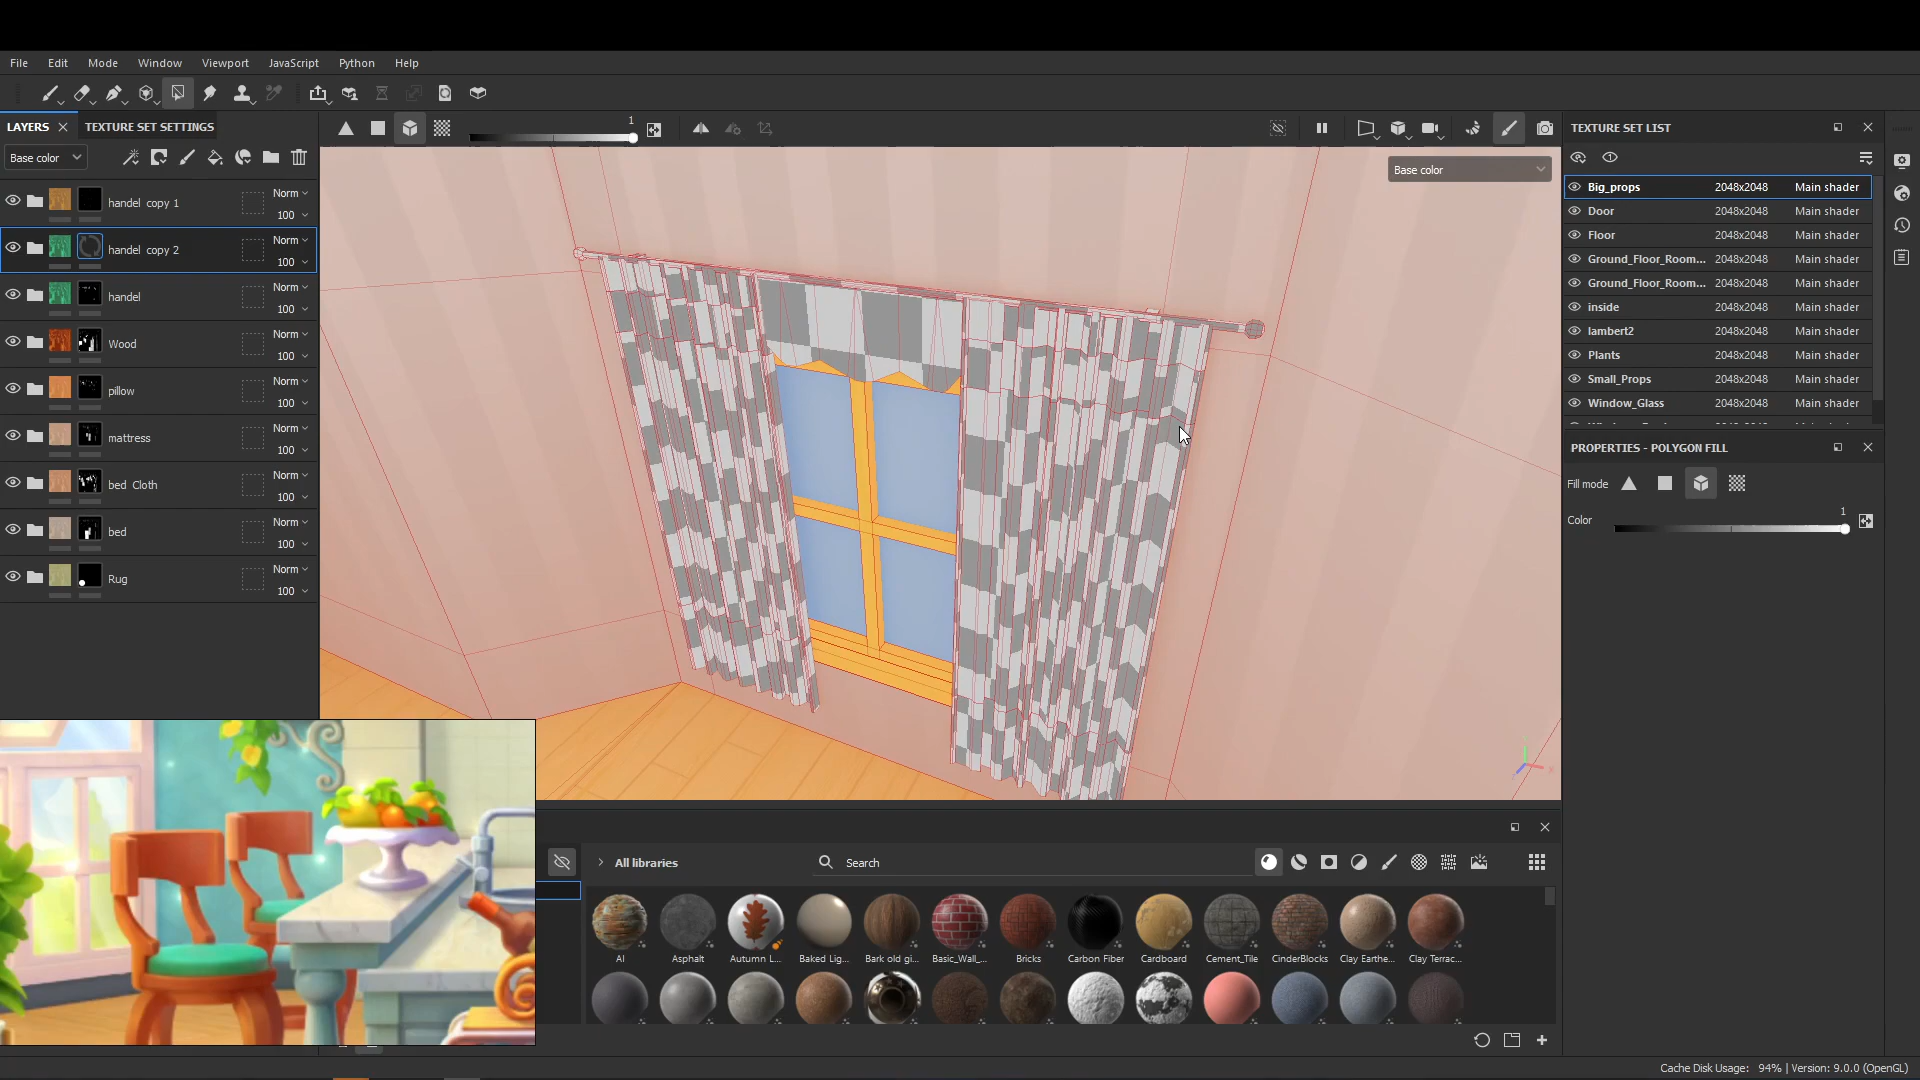 File Edit Mode Window Viewport JavaScript Python Help
LAYERS TEXTURE SET SETTINGS
Base color
handel copy 1 Norm 100
handel copy 2 Norm 100
handel Norm 100
Wood Norm 100
pillow Norm 100
mattress Norm 100
bed Cloth Norm 100
bed Norm 100
Rug Norm 100
1
Base color
TEXTURE SET LIST
Big_props 2048x2048 Main shader
Door 2048x2048 Main shader
Floor 2048x2048 Main shader
Ground_Floor_Room... 2048x2048 Main shader
Ground_Floor_Room... 2048x2048 Main shader
inside 2048x2048 Main shader
lambert2 2048x2048 Main shader
Plants 2048x2048 Main shader
Small_Props 2048x2048 Main shader
Window_Glass 2048x2048 Main shader
PROPERTIES - POLYGON FILL
Fill mode
Color 1
All libraries Search
AI Asphalt Autumn L... Baked Lig... Bark old gi... Basic_Wall_... Bricks Carbon Fiber Cardboard Cement_Tile CinderBlocks Clay Earthe... Clay Terrac...
Cache Disk Usage: 94% | Version: 9.0.0 (OpenGL)